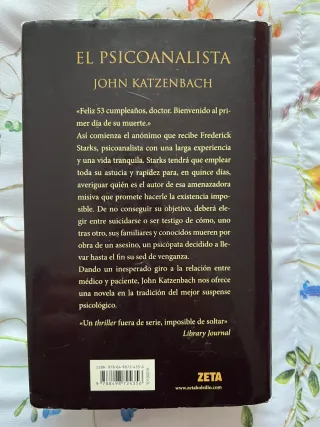 EL PSICOANALISTA
JOHN KATZENBACH
«Feliz 53 cumpleaños, doctor. Bienvenido al pri-
mer día de su muerte.»
Así comienza el anónimo que recibe Frederick
Starks, psicoanalista con una larga experiencia
y una vida tranquila. Starks tendrá que emplear
toda su astucia y rapidez para, en quince días,
averiguar quién es el autor de esa amenazadora
misiva que promete hacerle la existencia impo-
sible. De no conseguir su objetivo, deberá ele-
gir entre suicidarse o ser testigo de cómo, uno
tras otro, sus familiares y conocidos mueren por
obra de un asesino, un psicópata decidido a lle-
var hasta el fin su sed de venganza.
Dando un inesperado giro a la relación entre
médico y paciente, John Katzenbach nos ofrece
una novela en la tradición del mejor suspense
psicológico.
«Un thriller fuera de serie, imposible de soltar»
Library Journal
ZETA
www.zetabolsillo.com